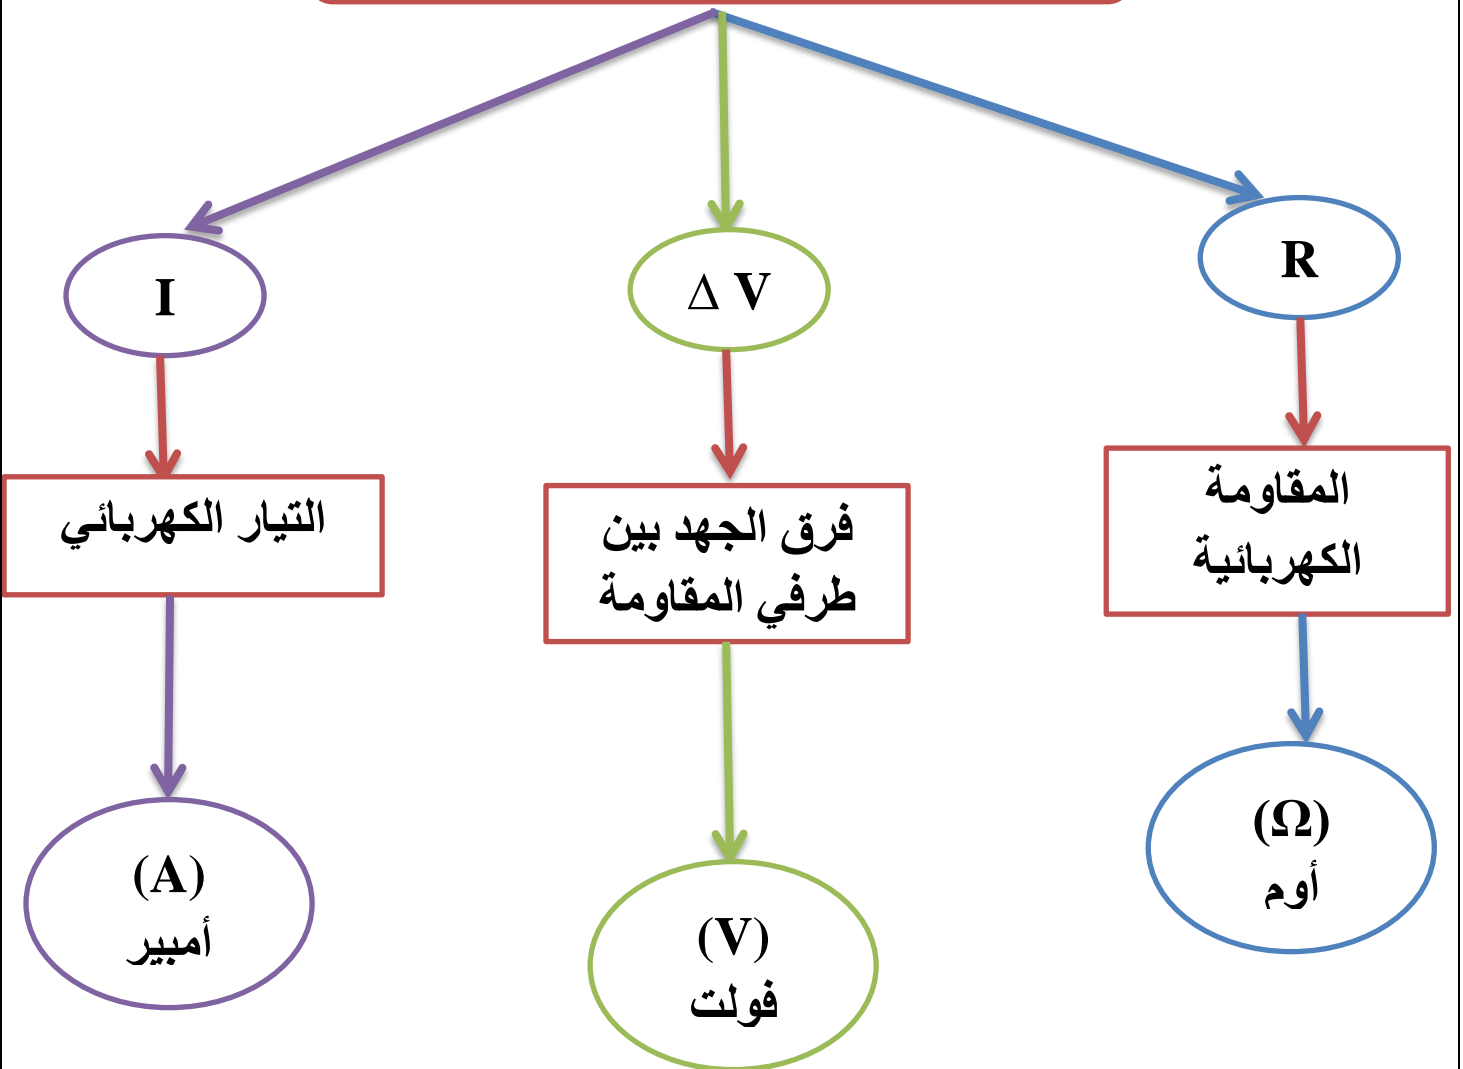 R
المقاومة
الكهربائية
(Ω)
أوم
Δ V
فرق الجهد بين
طرفي المقاومة
(V)
فولت
I
التيار الكهربائي
(A)
أمبير